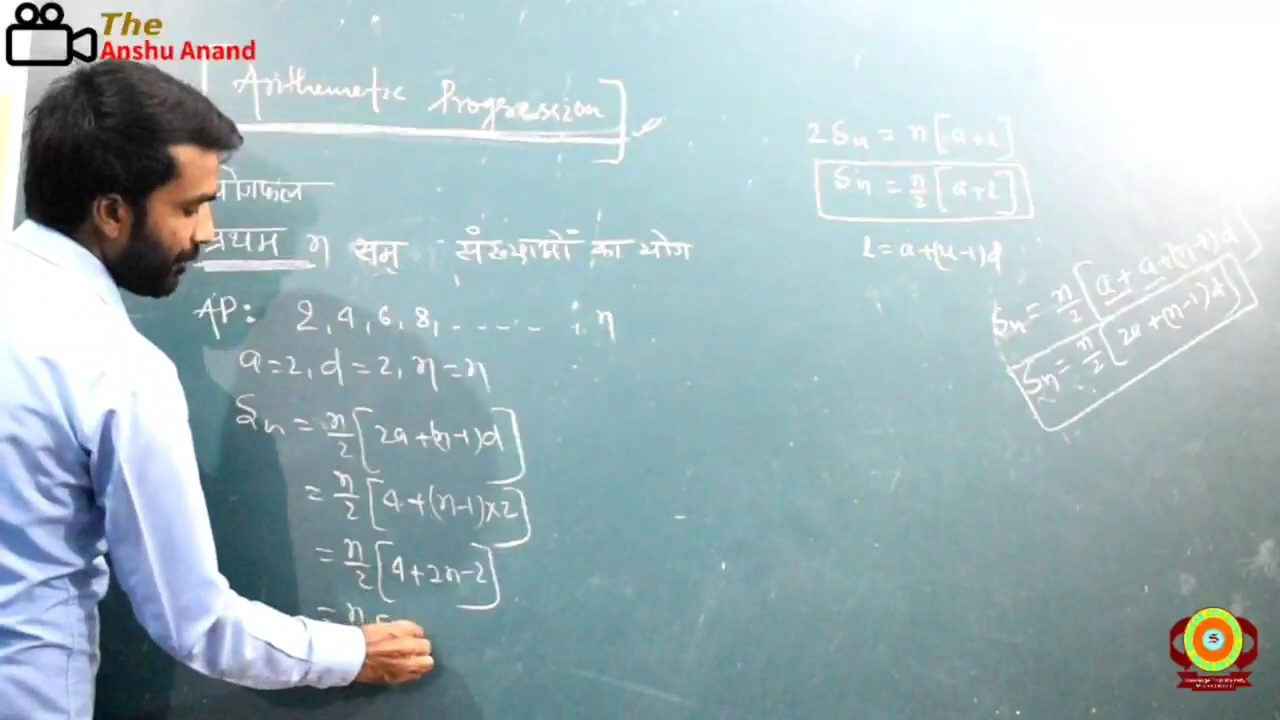 The
Anshu Anand
Arithemetic Progression
योगफल
प्रथम n सम संख्याओं का योग
AP: 2, 4, 6, 8, ------ , n
a=2, d=2, n=n
Sn = n/2 [2a+(n-1)d]
= n/2 [4+(n-1)×2]
= n/2 [4+2n-2]
= n [
2Sn = n[a+l]
Sn = n/2 [a+l]
l = a+(n-1)d
Sn = n/2 [a+a+(n-1)d]
Sn = n/2 [2a+(n-1)d]
S